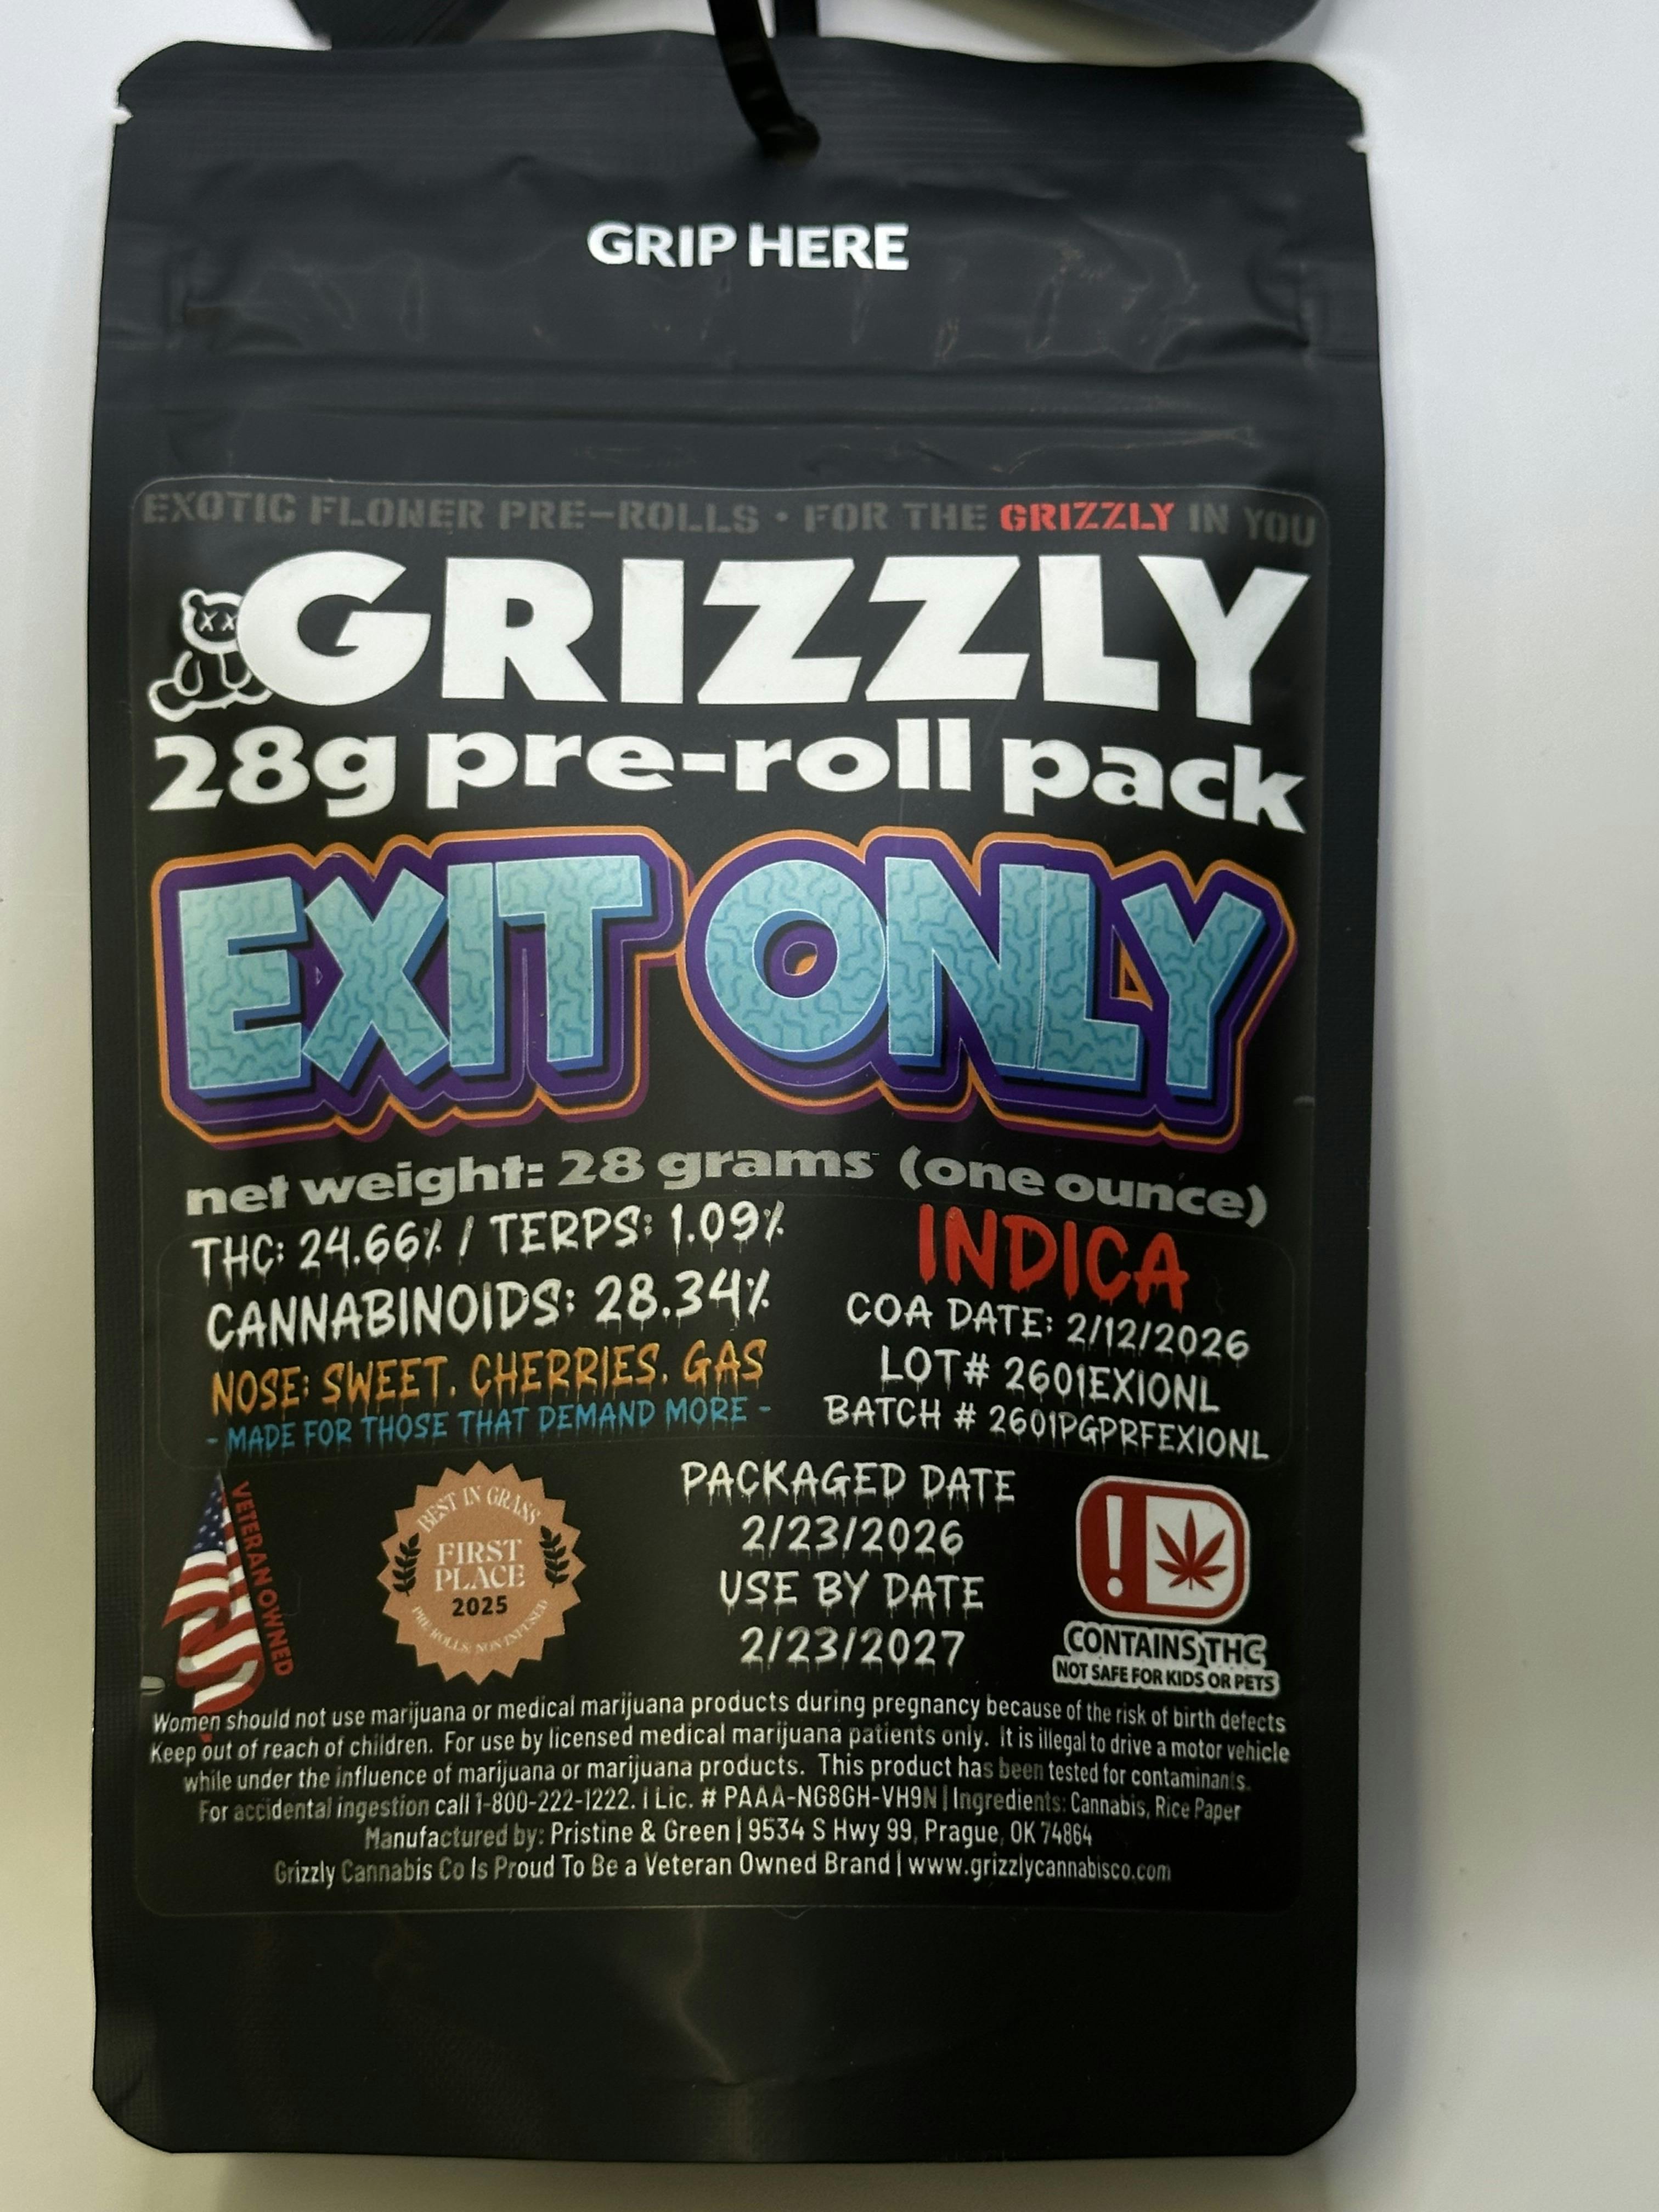 GRIP HERE
EXOTIC FLOWER PRE-ROLLS • FOR THE GRIZZLY IN YOU
GRIZZLY
28g pre-roll pack
EXIT ONLY
net weight: 28 grams (one ounce)
THC: 24.66% / TERPS: 1.09%
CANNABINOIDS: 28.34%
NOSE: SWEET, CHERRIES, GAS
- MADE FOR THOSE THAT DEMAND MORE -
INDICA
COA DATE: 2/12/2026
LOT# 2601EXIONL
BATCH # 2601PGPRFEXIONL
VETERAN OWNED
BEST IN GRASS
FIRST
PLACE
2025
PRE ROLLS: NON-INFUSED
PACKAGED DATE
2/23/2026
USE BY DATE
2/23/2027
!
CONTAINS THC
NOT SAFE FOR KIDS OR PETS
Women should not use marijuana or medical marijuana products during pregnancy because of the risk of birth defects
Keep out of reach of children. For use by licensed medical marijuana patients only. It is illegal to drive a motor vehicle
while under the influence of marijuana or marijuana products. This product has been tested for contaminants.
For accidental ingestion call 1-800-222-1222. | Lic. # PAAA-NG8GH-VH9N | Ingredients: Cannabis, Rice Paper
Manufactured by: Pristine & Green | 9534 S Hwy 99, Prague, OK 74864
Grizzly Cannabis Co Is Proud To Be a Veteran Owned Brand | www.grizzlycannabisco.com